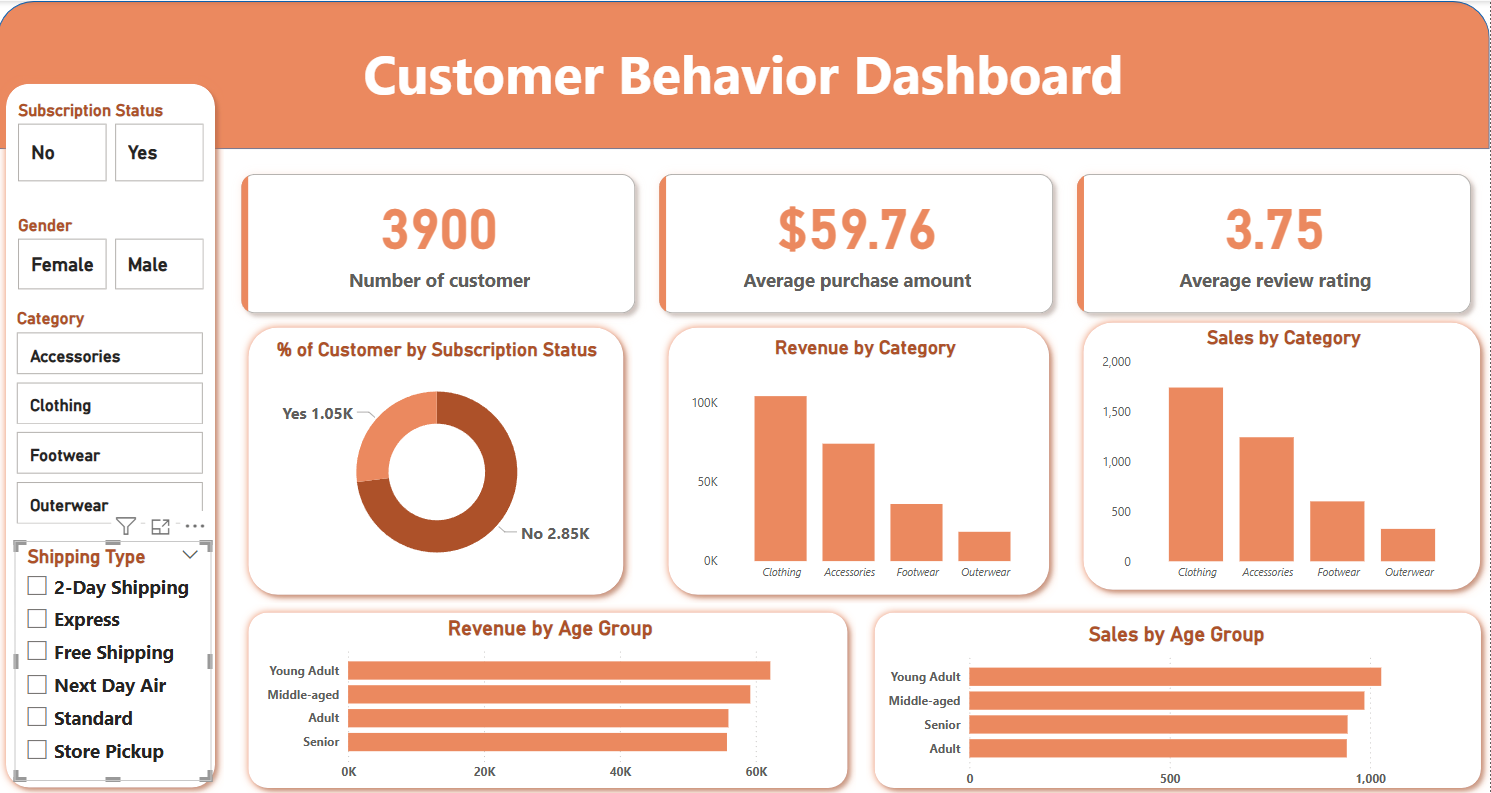 Customer Behavior Dashboard
Subscription Status
No
Yes
Gender
Female
Male
Category
Accessories
Clothing
Footwear
Outerwear
Shipping Type
2-Day Shipping
Express
Free Shipping
Next Day Air
Standard
Store Pickup
3900
Number of customer
$59.76
Average purchase amount
3.75
Average review rating
% of Customer by Subscription Status
Yes 1.05K
No 2.85K
Revenue by Category
100K
50K
0K
Clothing Accessories Footwear Outerwear
Sales by Category
2,000
1,500
1,000
500
0
Clothing Accessories Footwear Outerwear
Revenue by Age Group
Young Adult
Middle-aged
Adult
Senior
0K 20K 40K 60K
Sales by Age Group
Young Adult
Middle-aged
Senior
Adult
0 500 1,000